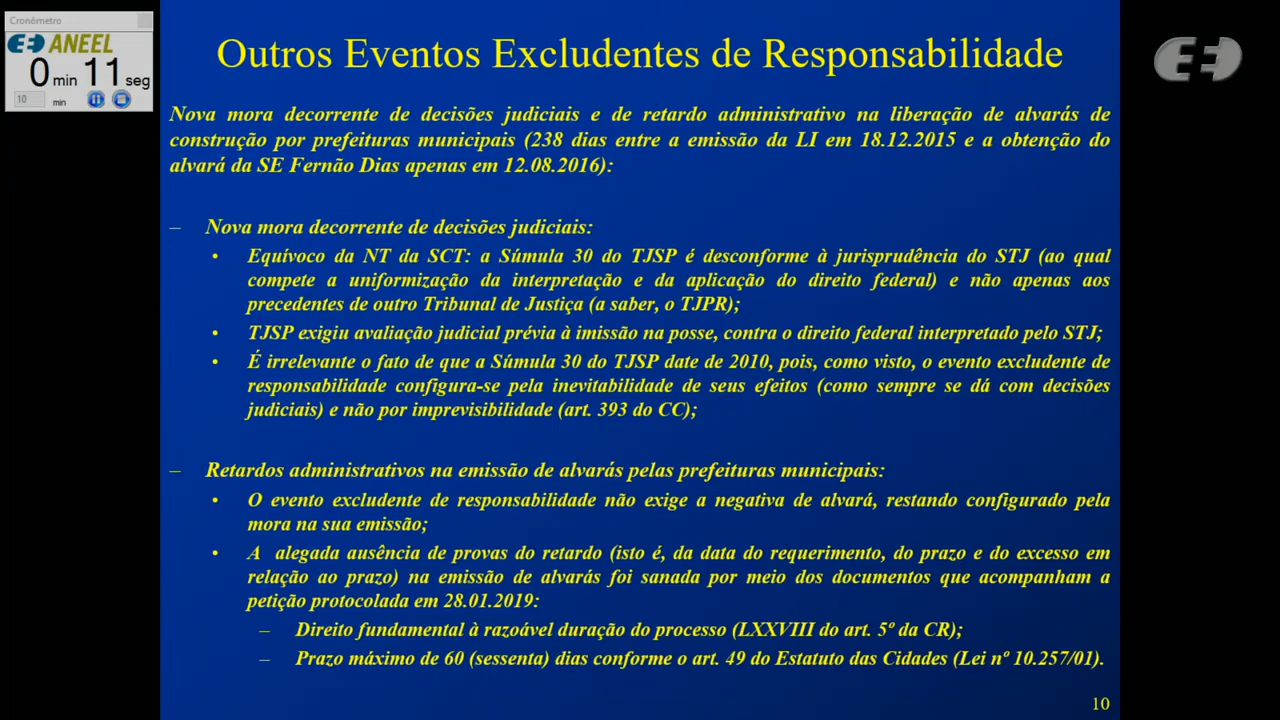 Cronômetro
ANEEL
0 min 11 seg
10 min
Outros Eventos Excludentes de Responsabilidade
Nova mora decorrente de decisões judiciais e de retardo administrativo na liberação de alvarás de
construção por prefeituras municipais (238 dias entre a emissão da LI em 18.12.2015 e a obtenção do
alvará da SE Fernão Dias apenas em 12.08.2016):
– Nova mora decorrente de decisões judiciais:
• Equívoco da NT da SCT: a Súmula 30 do TJSP é desconforme à jurisprudência do STJ (ao qual
compete a uniformização da interpretação e da aplicação do direito federal) e não apenas aos
precedentes de outro Tribunal de Justiça (a saber, o TJPR);
• TJSP exigiu avaliação judicial prévia à imissão na posse, contra o direito federal interpretado pelo STJ;
• É irrelevante o fato de que a Súmula 30 do TJSP date de 2010, pois, como visto, o evento excludente de
responsabilidade configura-se pela inevitabilidade de seus efeitos (como sempre se dá com decisões
judiciais) e não por imprevisibilidade (art. 393 do CC);
– Retardos administrativos na emissão de alvarás pelas prefeituras municipais:
• O evento excludente de responsabilidade não exige a negativa de alvará, restando configurado pela
mora na sua emissão;
• A alegada ausência de provas do retardo (isto é, da data do requerimento, do prazo e do excesso em
relação ao prazo) na emissão de alvarás foi sanada por meio dos documentos que acompanham a
petição protocolada em 28.01.2019:
– Direito fundamental à razoável duração do processo (LXXVIII do art. 5º da CR);
– Prazo máximo de 60 (sessenta) dias conforme o art. 49 do Estatuto das Cidades (Lei nº 10.257/01).
10